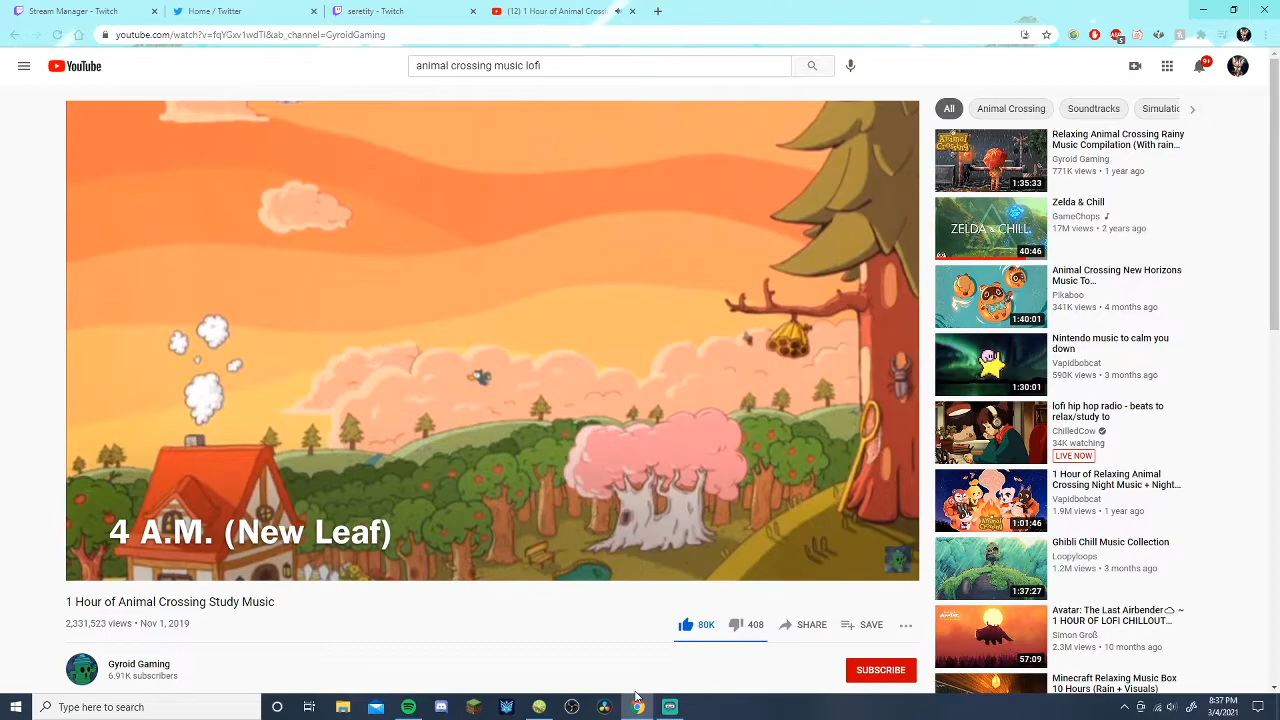 Stream Manager - Twitch
Home / Twitter
seretity - Twitch
(12) 1 Hour of Animal Cross
youtube.com/watch?v=fqYGxv1wdTI&ab_channel=GyroidGaming
YouTube
animal crossing music lofi
9+
All
Animal Crossing
Soundtracks
Simulatic
Animal Crossing
1:35:33
Relaxing Animal Crossing Rainy
Music Compilation (With rain...
Gyroid Gaming
771K views • 1 year ago
ZELDA & CHILL
40:46
Zelda & Chill
GameChops
17M views • 2 years ago
1:40:01
Animal Crossing New Horizons
Music To...
Pikaboo
341K views • 4 months ago
1:30:01
Nintendo music to calm you
down
Vapidbobcat
590K views • 3 months ago
lofi hip hop radio - beats to
relax/study to
ChilledCow
34K watching
LIVE NOW
Animal Crossing
1:01:46
1 Hour of Relaxing Animal
Crossing Night Music + Night...
Vapidbobcat
1.9M views • 1 year ago
1:37:27
Ghibli Chill Music Collection
Loopyloops
1.2M views • 3 months ago
57:09
Avatar: The Last Airbender ~
1 HOUR OF LOFI CHILLOUT...
Simon Groß
2.3M views • 10 months ago
Minecraft Relaxing Music Box
10 Hours (Rain + Visuals)
4 A.M. (New Leaf)
1 Hour of Animal Crossing Study Music
2,331,523 views • Nov 1, 2019
80K
408
SHARE
SAVE
Gyroid Gaming
6.91K subscribers
SUBSCRIBE
Type here to search
8:37 PM
3/4/2021